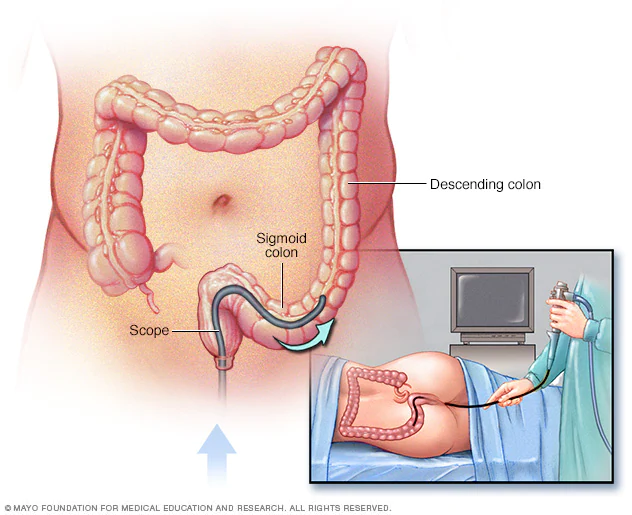 Descending colon
Sigmoid
colon
Scope
© MAYO FOUNDATION FOR MEDICAL EDUCATION AND RESEARCH. ALL RIGHTS RESERVED.